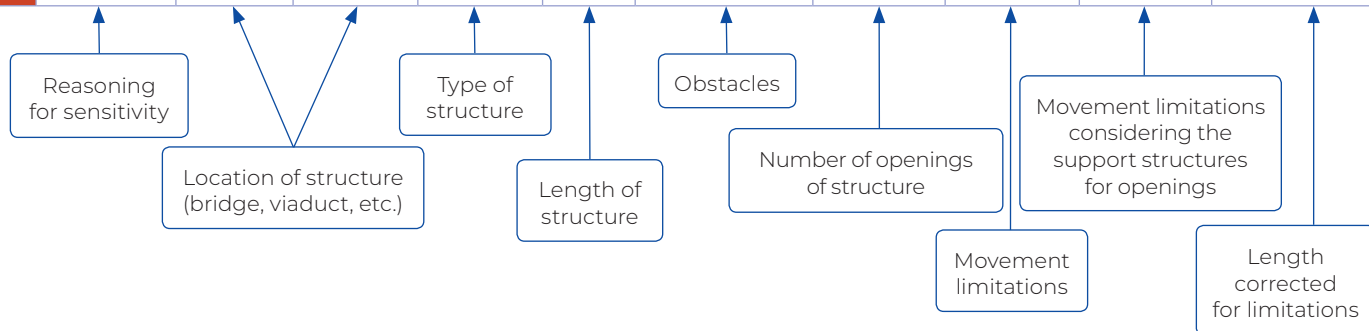 Reasoning
for sensitivity
Location of structure
(bridge, viaduct, etc.)
Type of
structure
Length of
structure
Obstacles
Number of openings
of structure
Movement
limitations
Movement limitations
considering the
support structures
for openings
Length
corrected
for limitations